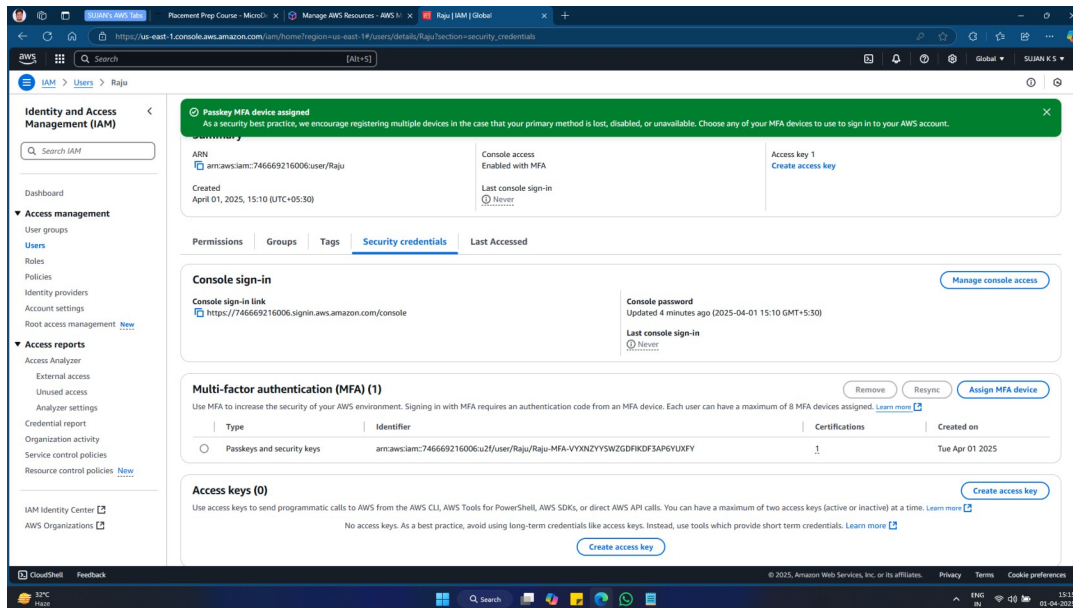 SUJAN's AWS Tabs
Placement Prep Course - MicroD
Manage AWS Resources - AWS M
Raju | IAM | Global
https://us-east-1.console.aws.amazon.com/iam/home?region=us-east-1#/users/details/Raju?section=security_credentials
aws
Search
[Alt+S]
Global
SUJAN K S
IAM > Users > Raju
Identity and Access Management (IAM)
Search IAM
Dashboard
Access management
User groups
Users
Roles
Policies
Identity providers
Account settings
Root access management New
Access reports
Access Analyzer
External access
Unused access
Analyzer settings
Credential report
Organization activity
Service control policies
Resource control policies New
IAM Identity Center
AWS Organizations
Passkey MFA device assigned
As a security best practice, we encourage registering multiple devices in the case that your primary method is lost, disabled, or unavailable. Choose any of your MFA devices to use to sign in to your AWS account.
Summary
ARN
arn:aws:iam::746669216006:user/Raju
Console access
Enabled with MFA
Access key 1
Create access key
Created
April 01, 2025, 15:10 (UTC+05:30)
Last console sign-in
Never
Permissions
Groups
Tags
Security credentials
Last Accessed
Console sign-in
Manage console access
Console sign-in link
https://746669216006.signin.aws.amazon.com/console
Console password
Updated 4 minutes ago (2025-04-01 15:10 GMT+5:30)
Last console sign-in
Never
Multi-factor authentication (MFA) (1)
Remove
Resync
Assign MFA device
Use MFA to increase the security of your AWS environment. Signing in with MFA requires an authentication code from an MFA device. Each user can have a maximum of 8 MFA devices assigned. Learn more
Type
Identifier
Certifications
Created on
Passkeys and security keys
arn:aws:iam::746669216006:u2f/user/Raju/Raju-MFA-VYXNZYYSWZGDFIKDF3AP6YUXFY
1
Tue Apr 01 2025
Access keys (0)
Create access key
Use access keys to send programmatic calls to AWS from the AWS CLI, AWS Tools for PowerShell, AWS SDKs, or direct AWS API calls. You can have a maximum of two access keys (active or inactive) at a time. Learn more
No access keys. As a best practice, avoid using long-term credentials like access keys. Instead, use tools which provide short term credentials. Learn more
Create access key
CloudShell
Feedback
© 2025, Amazon Web Services, Inc. or its affiliates.
Privacy
Terms
Cookie preferences
32°C
Haze
Search
ENG
IN
15:15
01-04-2025